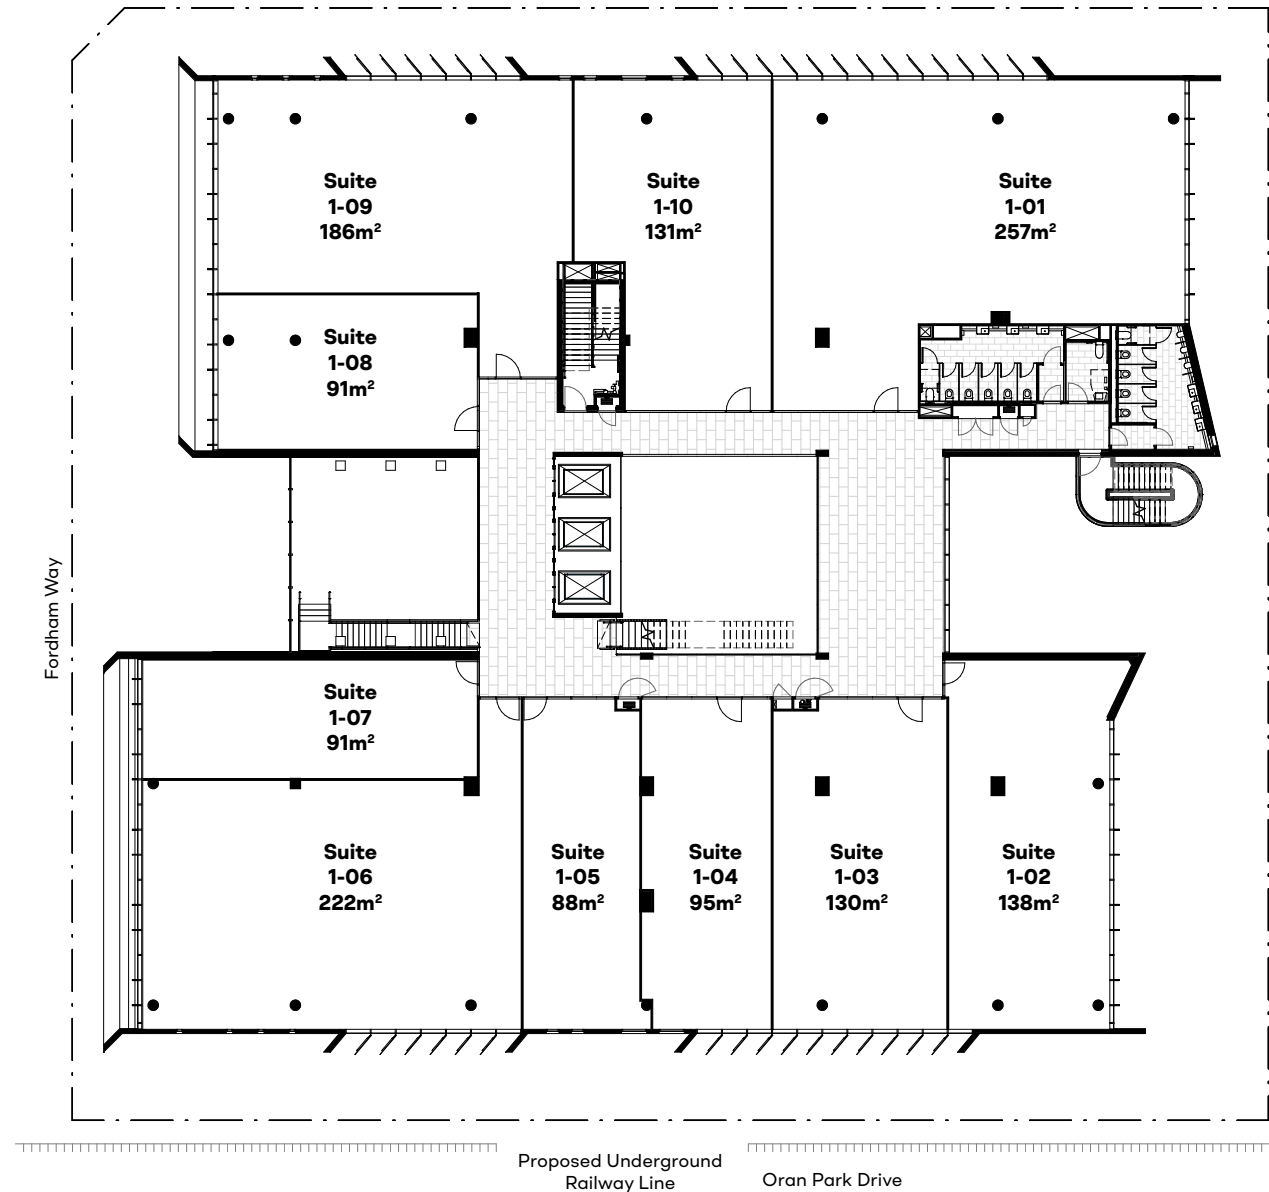 Suite
1-09
186m²
Suite
1-10
131m²
Suite
1-01
257m²
Suite
1-08
91m²
Fordham Way
Suite
1-07
91m²
Suite
1-06
222m²
Suite
1-05
88m²
Suite
1-04
95m²
Suite
1-03
130m²
Suite
1-02
138m²
Proposed Underground
Railway Line
Oran Park Drive